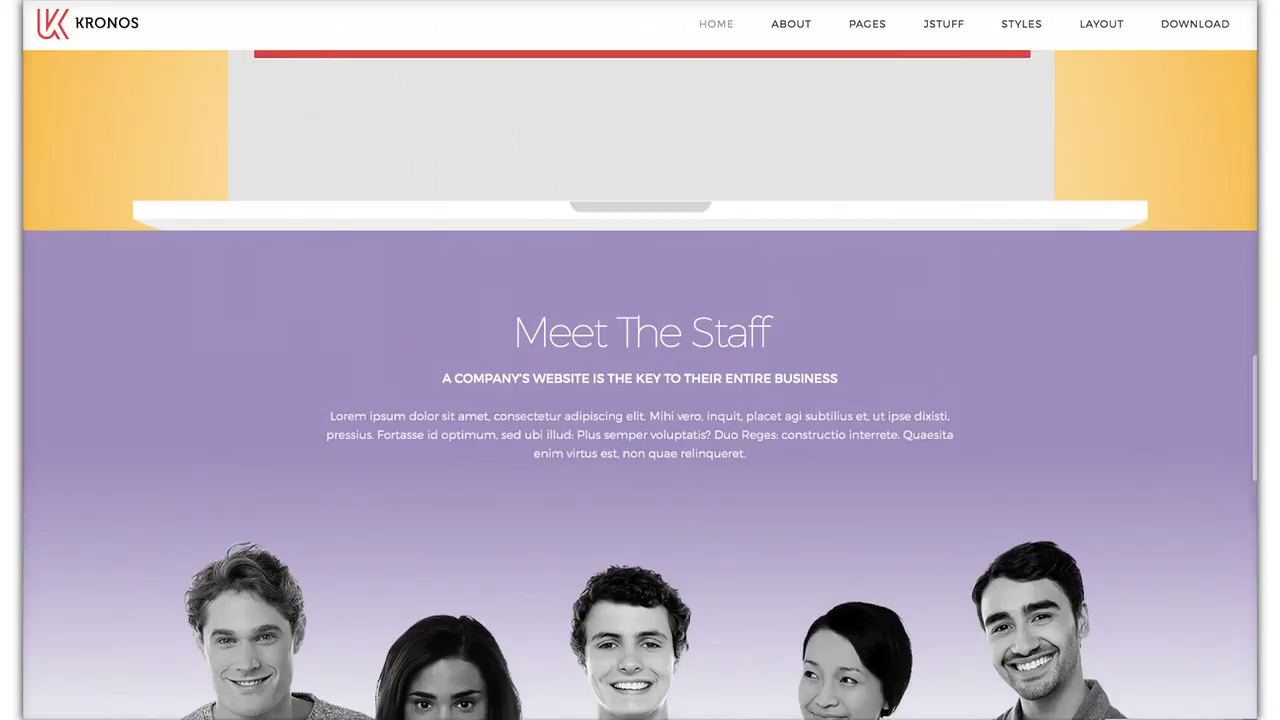 KRONOS
HOME ABOUT PAGES JSTUFF STYLES LAYOUT DOWNLOAD
Meet The Staff
A COMPANY'S WEBSITE IS THE KEY TO THEIR ENTIRE BUSINESS
Lorem ipsum dolor sit amet, consectetur adipiscing elit. Mihi vero, inquit, placet agi subtilius et, ut ipse dixisti,
pressius. Fortasse id optimum, sed ubi illud: Plus semper voluptatis? Duo Reges: constructio interrete. Quaesita
enim virtus est, non quae relinqueret.